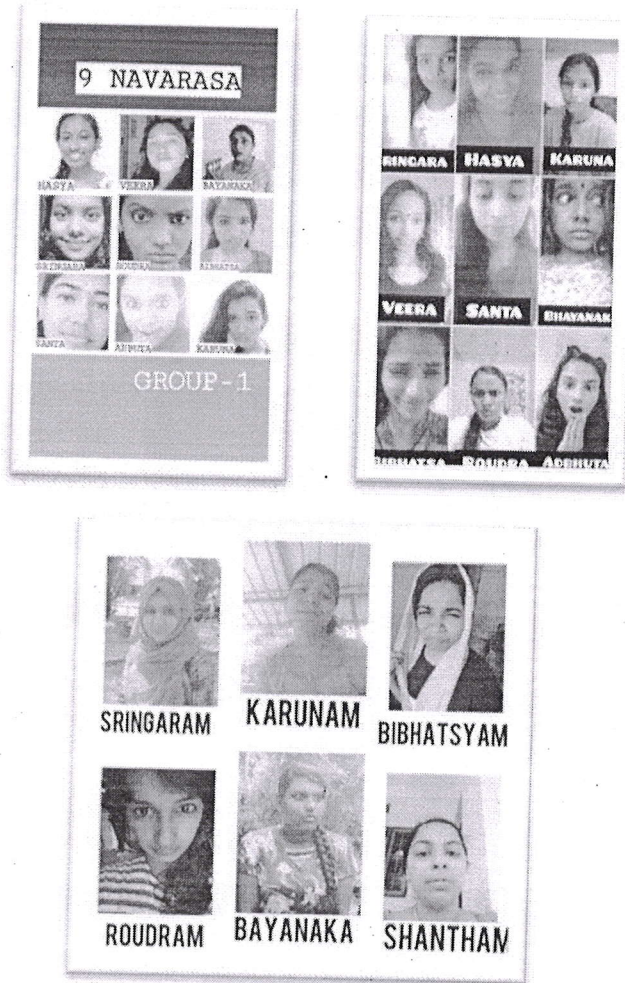 9 NAVARASA
HASYA VEERA BAYANAKA
SRINGARA ROUDRA BIBHATSA
SANTA ADBUTA KARUNA
GROUP-1
RINGARA HASYA KARUNA
VEERA SANTA BHAYANAK
BIBHATSA ROUDRA ADBHUTA
SRINGARAM KARUNAM BIBHATSYAM
ROUDRAM BAYANAKA SHANTHAM